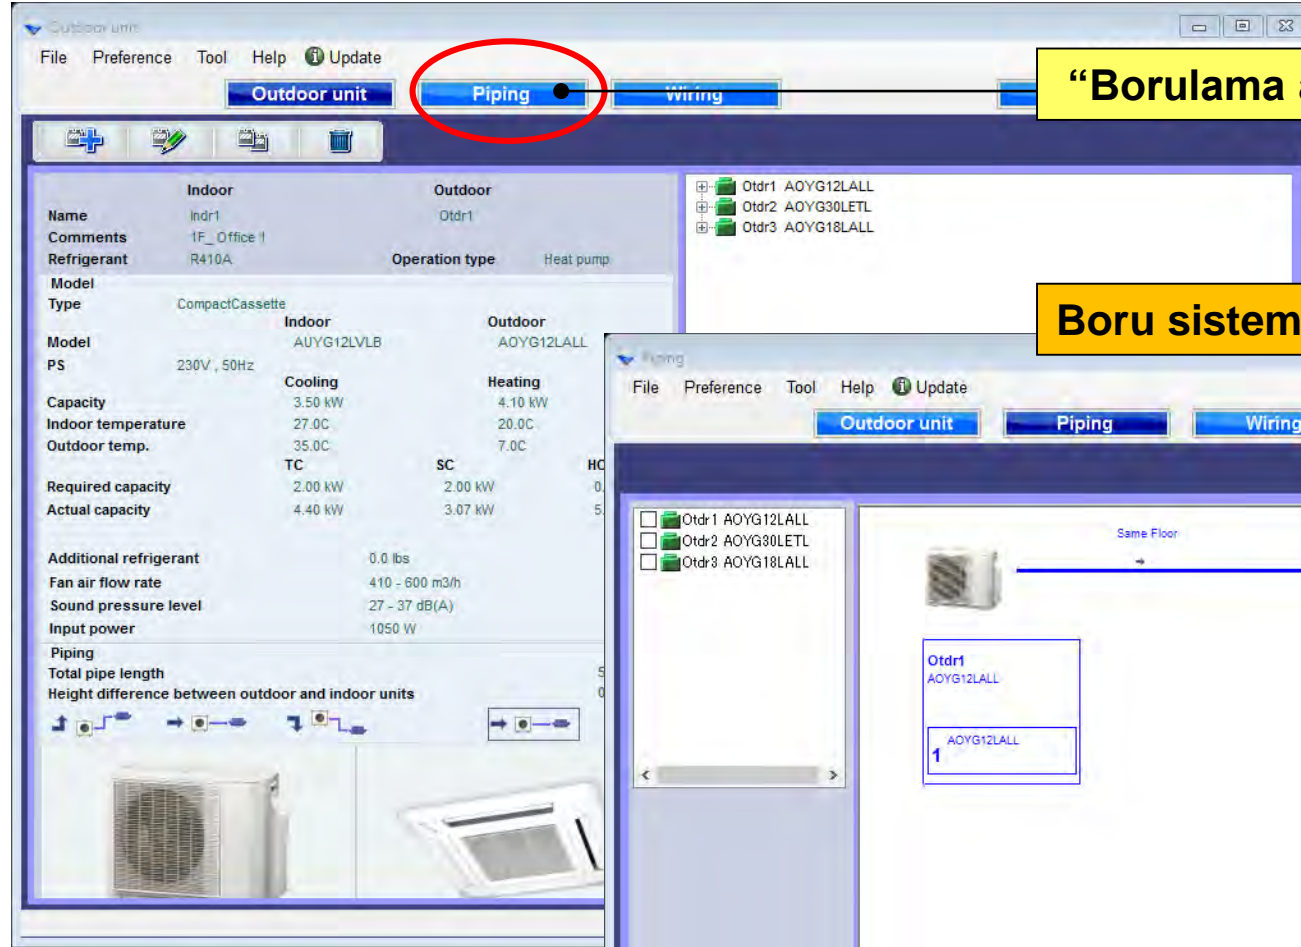 Outdoor unit
File Preference Tool Help Update
Outdoor unit Piping Wiring
“Borulama
Indoor Outdoor
Name Indr1 Otdr1
Comments 1F_ Office 1
Refrigerant R410A Operation type Heat pump
Model
Type CompactCassette
Indoor Outdoor
Model AUYG12LVLB AOYG12LALL
PS 230V , 50Hz
Cooling Heating
Capacity 3.50 kW 4.10 kW
Indoor temperature 27.0C 20.0C
Outdoor temp. 35.0C 7.0C
TC SC HC
Required capacity 2.00 kW 2.00 kW 0.
Actual capacity 4.40 kW 3.07 kW 5.
Additional refrigerant 0.0 lbs
Fan air flow rate 410 - 600 m3/h
Sound pressure level 27 - 37 dB(A)
Input power 1050 W
Piping
Total pipe length 5
Height difference between outdoor and indoor units 0
Otdr1 AOYG12LALL
Otdr2 AOYG30LETL
Otdr3 AOYG18LALL
Boru sistem
Piping
File Preference Tool Help Update
Outdoor unit Piping Wiring
Otdr1 AOYG12LALL
Otdr2 AOYG30LETL
Otdr3 AOYG18LALL
Same Floor
Otdr1
AOYG12LALL
AOYG12LALL
1